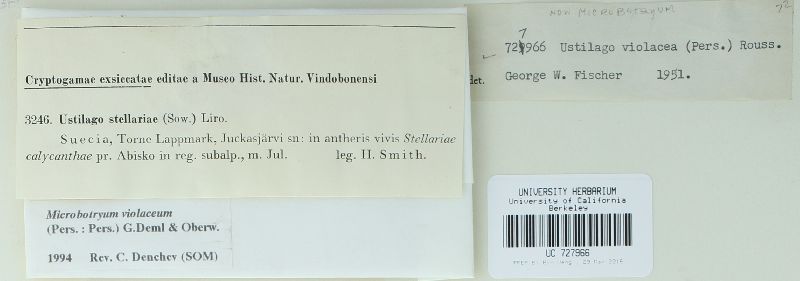 Cryptogamae exsiccatae editae a Museo Hist. Natur. Vindobonensi
3246. Ustilago stellariae (Sow.) Liro.
Suecia, Torne Lappmark, Juckasjärvi sn: in antheris vivis Stellariae
calycanthae pr. Abisko in reg. subalp., m. Jul. leg. H. Smith.
Microbotryum violaceum
(Pers. : Pers.) G.Deml & Oberw.
1994 Rev. C. Denchev (SOM)
NOW MICROBOTRYUM
72
727966 Ustilago violacea (Pers.) Rouss.
det. George W. Fischer 1951.
UNIVERSITY HERBARIUM
University of California
Berkeley
UC 727966